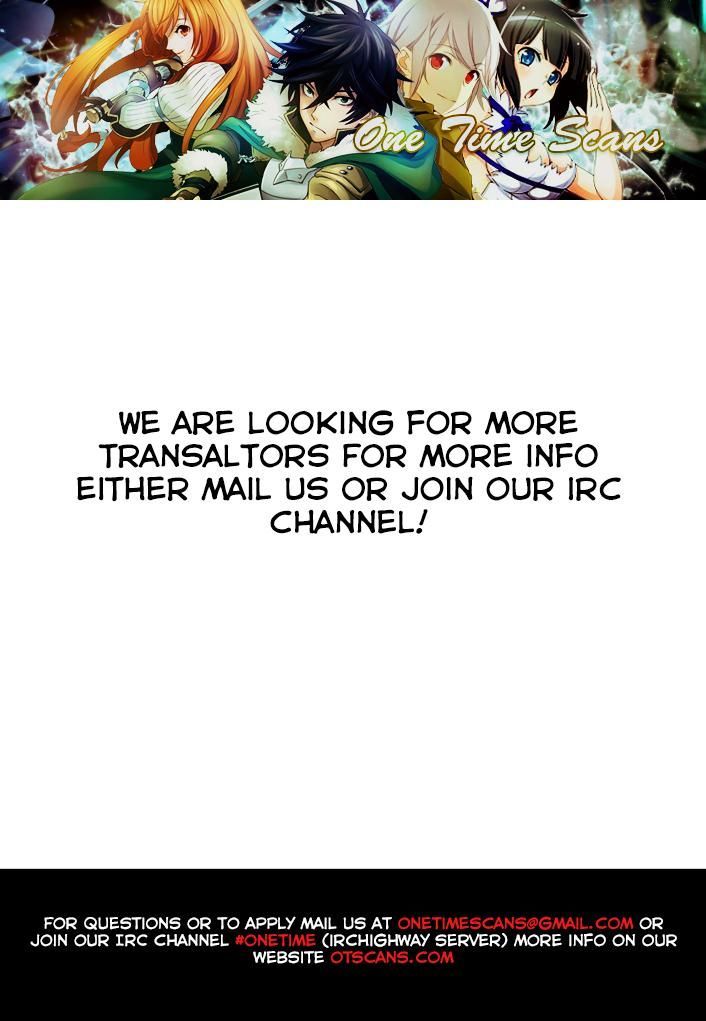 One Time Scans
WE ARE LOOKING FOR MORE
TRANSALTORS FOR MORE INFO
EITHER MAIL US OR JOIN OUR IRC
CHANNEL!
FOR QUESTIONS OR TO APPLY MAIL US AT ONETIMESCANS@GMAIL.COM OR
JOIN OUR IRC CHANNEL #ONETIME (IRCHIGHWAY SERVER) MORE INFO ON OUR
WEBSITE OTSCANS.COM